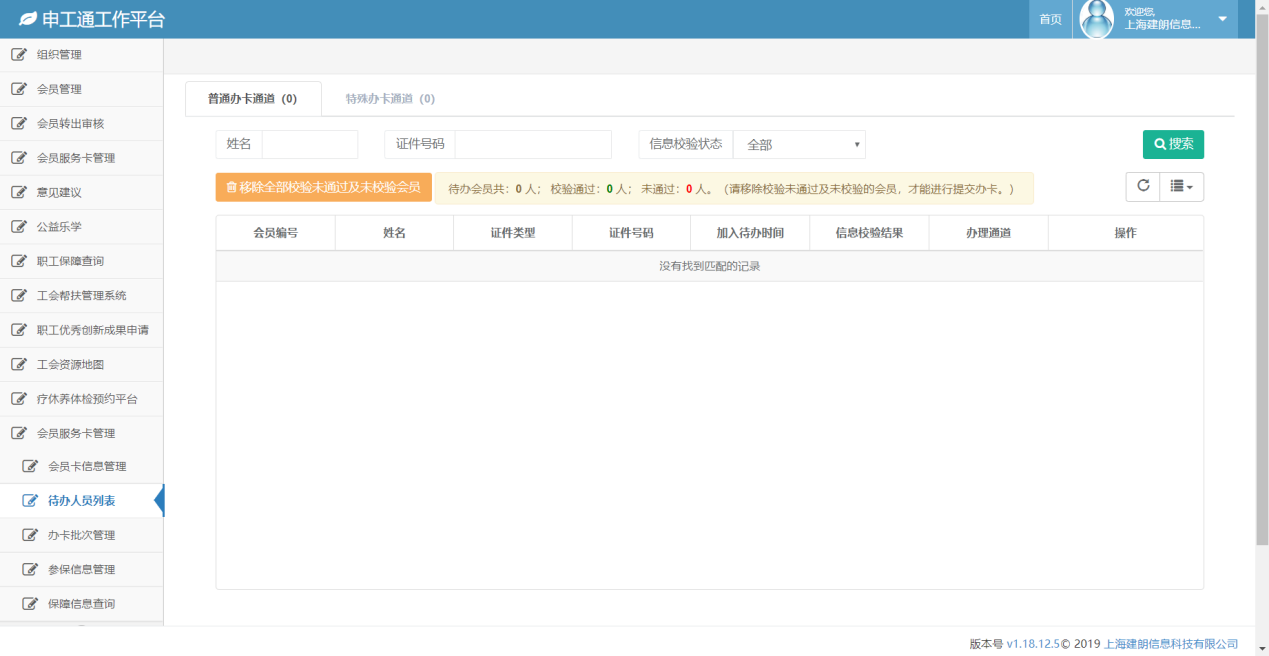 申工通工作平台
首页
欢迎您,
上海建朗信息...
组织管理
会员管理
会员转出审核
会员服务卡管理
意见建议
公益乐学
职工保障查询
工会帮扶管理系统
职工优秀创新成果申请
工会资源地图
疗休养体检预约平台
会员服务卡管理
会员卡信息管理
待办人员列表
办卡批次管理
参保信息管理
保障信息查询
普通办卡通道（0） 特殊办卡通道（0）
姓名 证件号码 信息校验状态 全部 搜索
移除全部校验未通过及未校验会员 待办会员共：0 人； 校验通过：0 人； 未通过：0 人。（请移除校验未通过及未校验的会员，才能进行提交办卡。）
会员编号 姓名 证件类型 证件号码 加入待办时间 信息校验结果 办理通道 操作
没有找到匹配的记录
版本号 v1.18.12.5© 2019 上海建朗信息科技有限公司